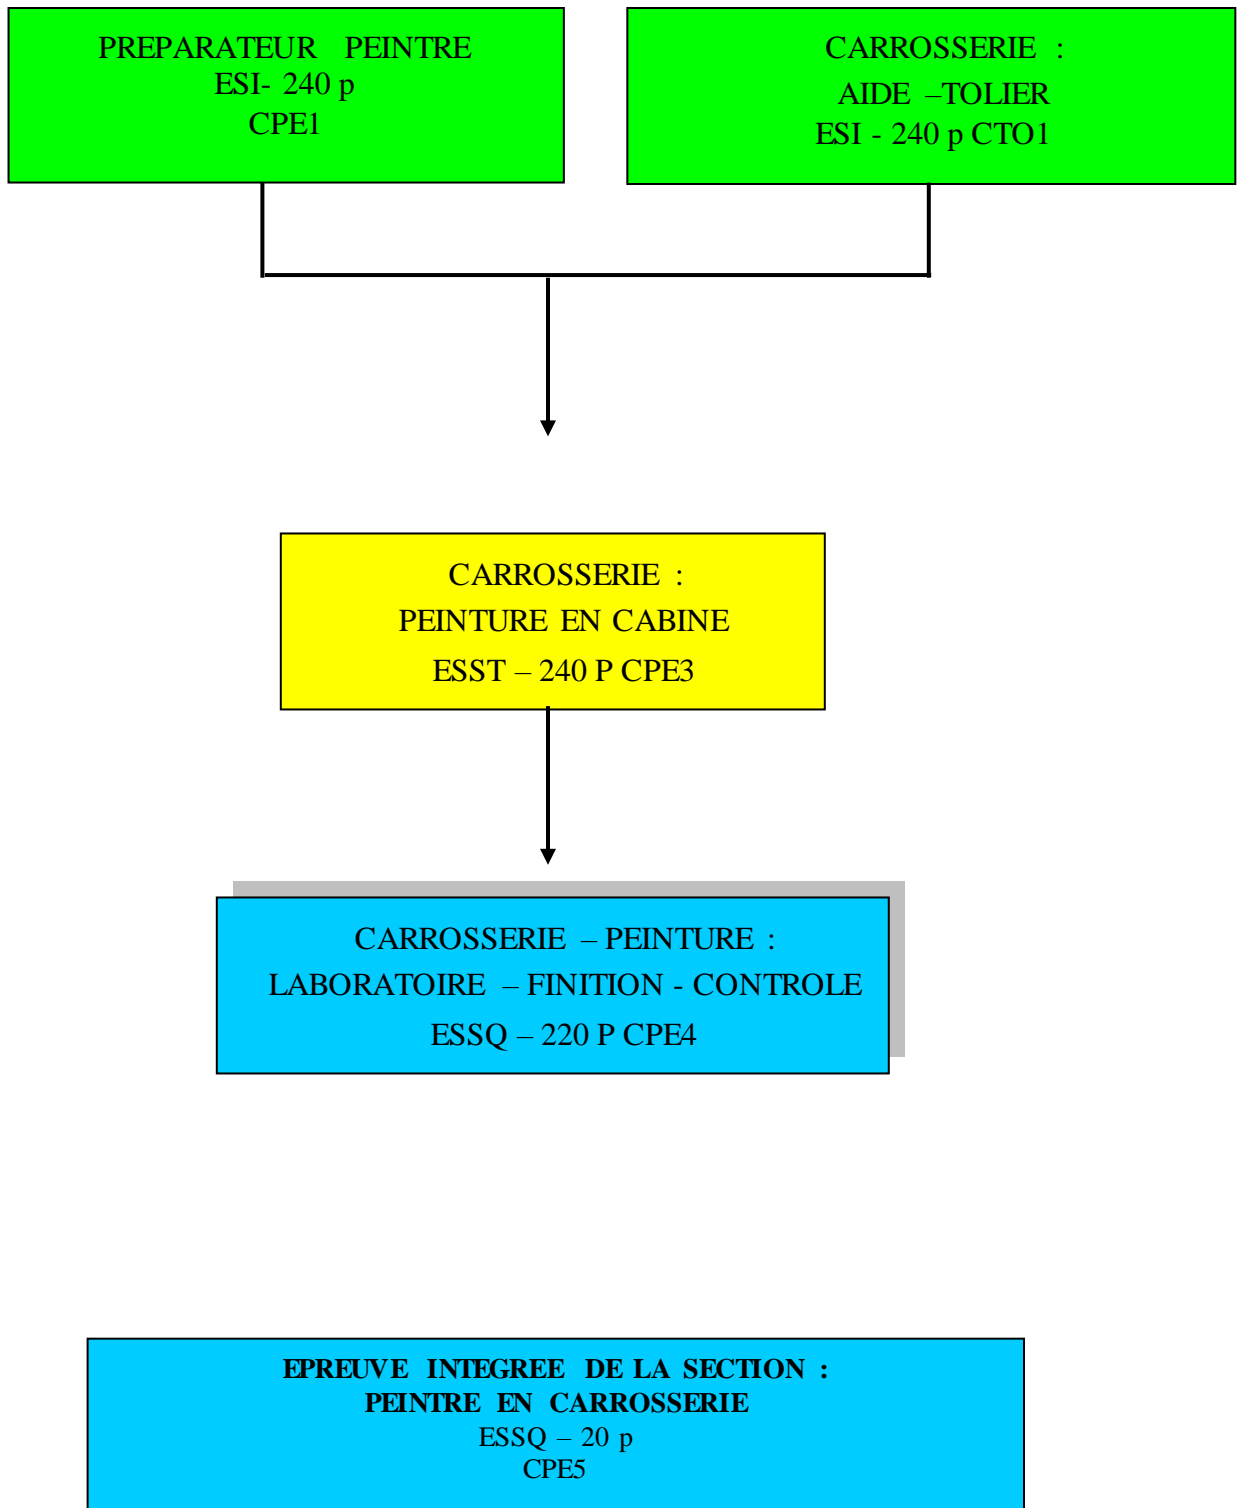 PREPARATEUR PEINTRE
ESI- 240 p
CPE1
CARROSSERIE :
AIDE –TOLIER
ESI - 240 p CTO1
CARROSSERIE :
PEINTURE EN CABINE
ESST – 240 P CPE3
CARROSSERIE – PEINTURE :
LABORATOIRE – FINITION - CONTROLE
ESSQ – 220 P CPE4
EPREUVE INTEGREE DE LA SECTION :
PEINTRE EN CARROSSERIE
ESSQ – 20 p
CPE5